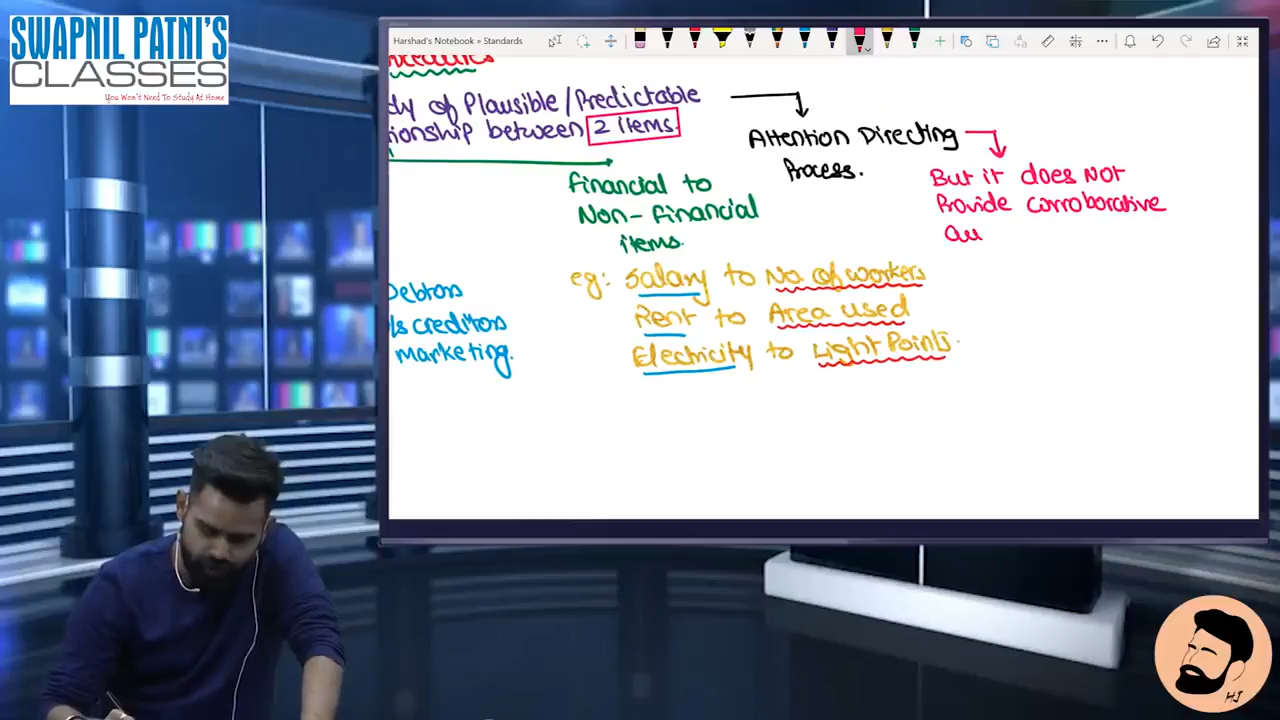 SWAPNIL PATNI'S
CLASSES
You Won't Need To Study At Home
Harshad's Notebook » Standards
dy of Plausible/Predictable
ionship between 2 items.
Attention Directing
Process.
But it does NOT
Provide corroborative
au
Financial to
Non-financial
items.
eg: Salary to No. of workers
Rent to Area used
Electricity to Light Points.
Debtors
/s creditors
marketing.
HJ